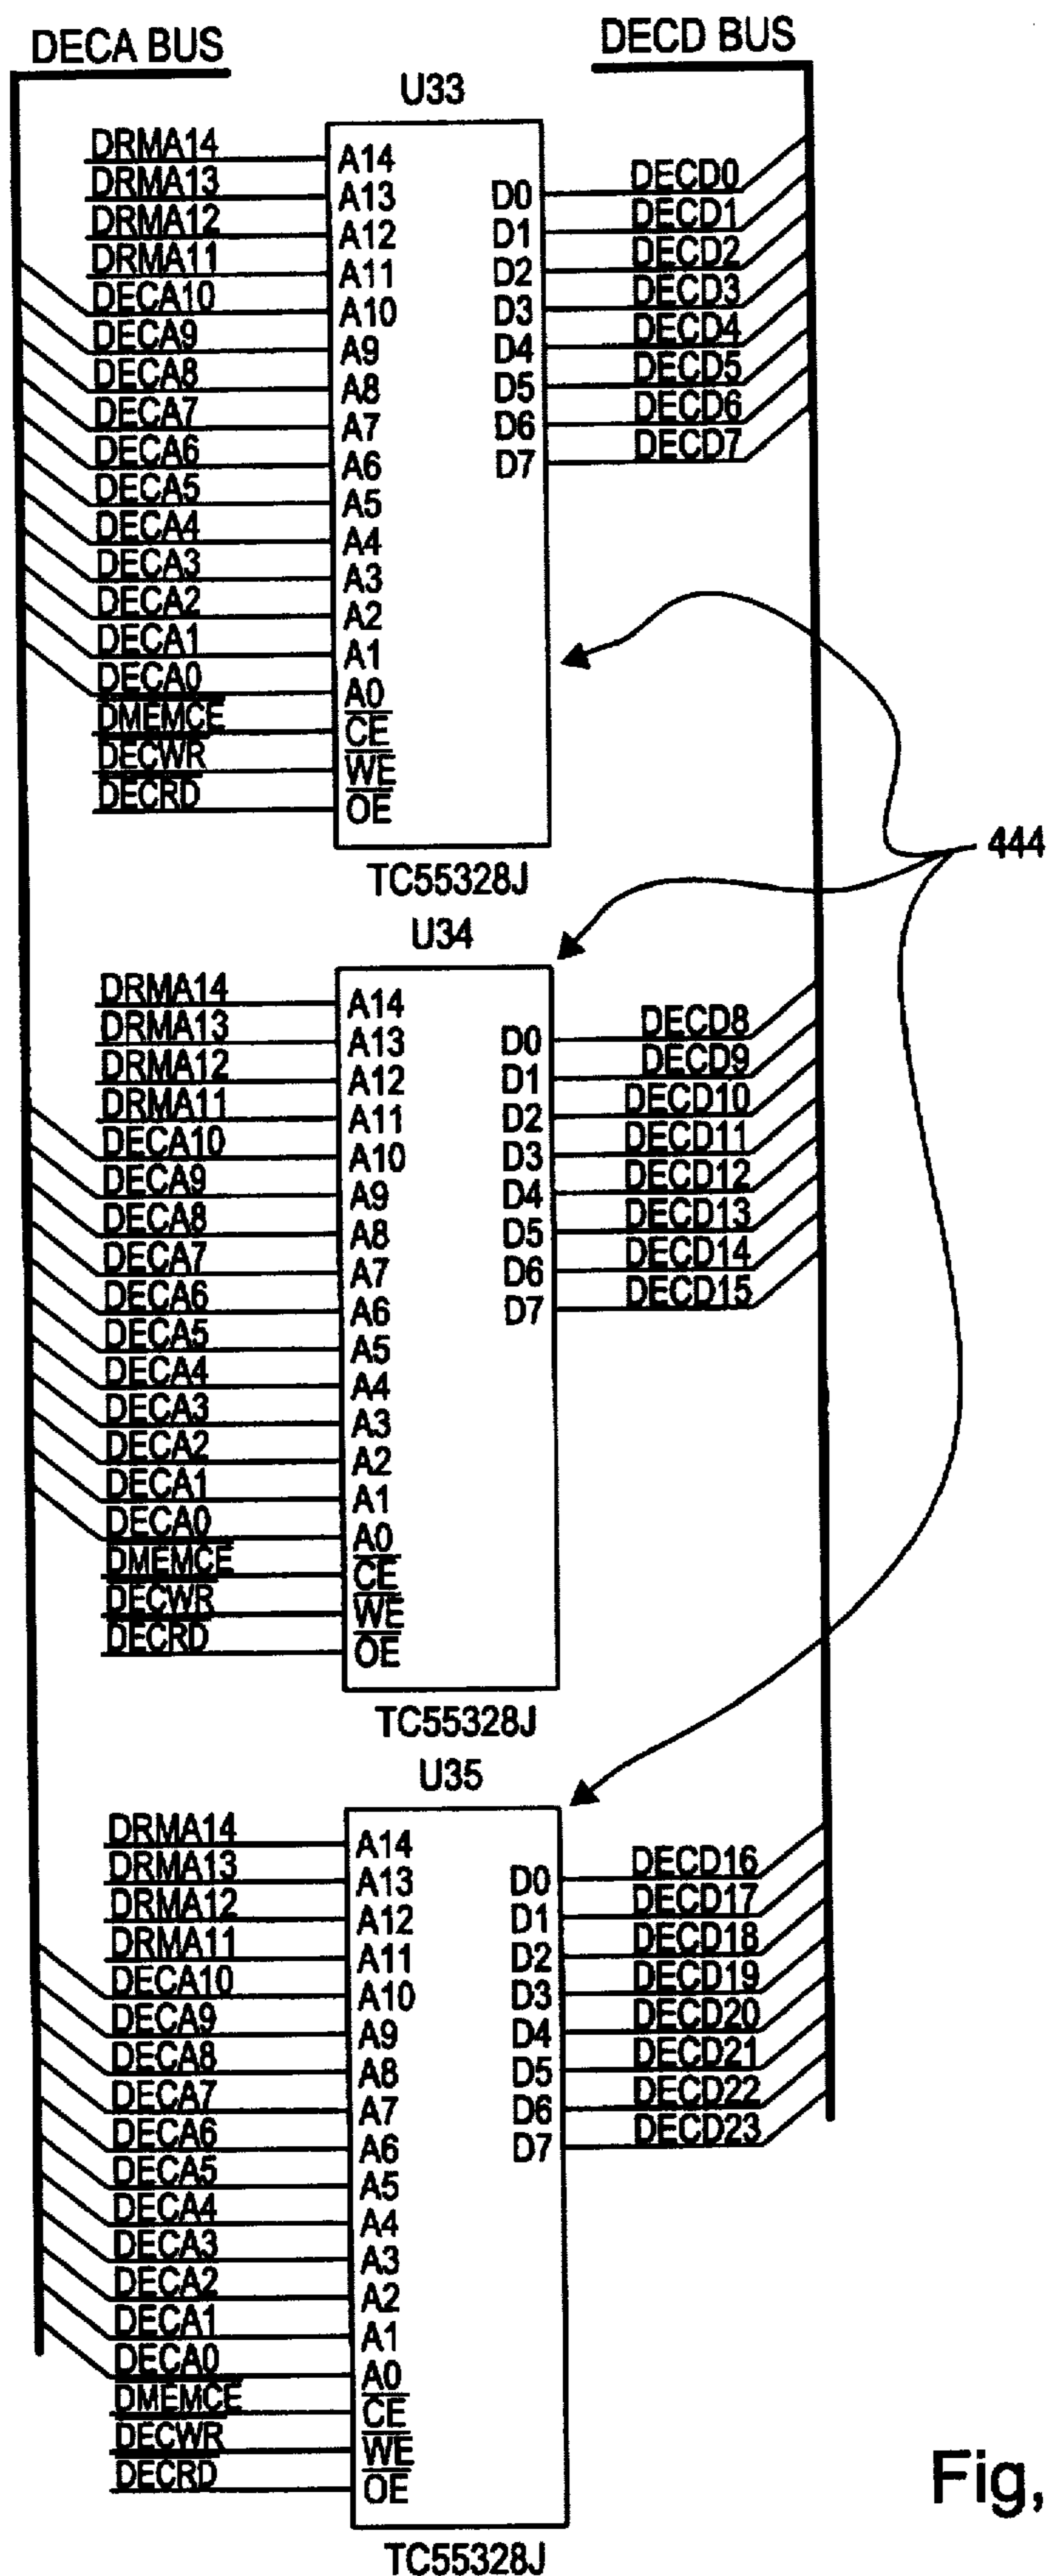 DECA BUS
DECD BUS
U33
DRMA14 A14
DRMA13 A13 D0 DECD0
DRMA12 A12 D1 DECD1
DRMA11 A11 D2 DECD2
DECA10 A10 D3 DECD3
DECA9 A9 D4 DECD4
DECA8 A8 D5 DECD5
DECA7 A7 D6 DECD6
DECA6 A6 D7 DECD7
DECA5 A5
DECA4 A4
DECA3 A3
DECA2 A2
DECA1 A1
DECA0 A0
DMEMCE CE
DECWR WE
DECRD OE
444
TC55328J
U34
DRMA14 A14
DRMA13 A13 D0 DECD8
DRMA12 A12 D1 DECD9
DRMA11 A11 D2 DECD10
DECA10 A10 D3 DECD11
DECA9 A9 D4 DECD12
DECA8 A8 D5 DECD13
DECA7 A7 D6 DECD14
DECA6 A6 D7 DECD15
DECA5 A5
DECA4 A4
DECA3 A3
DECA2 A2
DECA1 A1
DECA0 A0
DMEMCE CE
DECWR WE
DECRD OE
TC55328J
U35
DRMA14 A14
DRMA13 A13 D0 DECD16
DRMA12 A12 D1 DECD17
DRMA11 A11 D2 DECD18
DECA10 A10 D3 DECD19
DECA9 A9 D4 DECD20
DECA8 A8 D5 DECD21
DECA7 A7 D6 DECD22
DECA6 A6 D7 DECD23
DECA5 A5
DECA4 A4
DECA3 A3
DECA2 A2
DECA1 A1
DECA0 A0
DMEMCE CE
DECWR WE
DECRD OE
Fig,
TC55328J